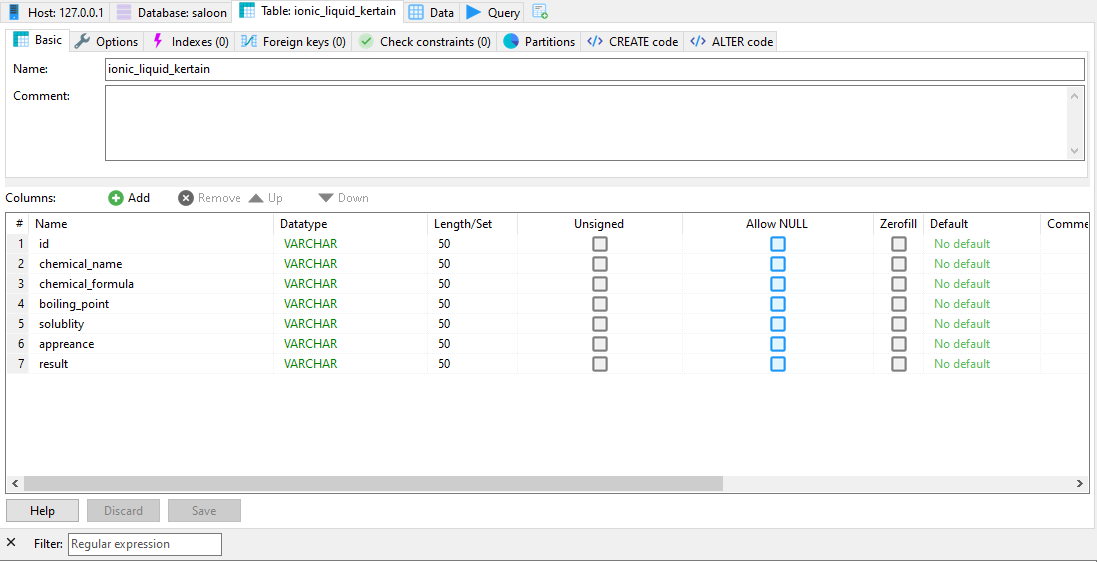 Host: 127.0.0.1 Database: saloon Table: ionic_liquid_kertain Data Query
Basic Options Indexes (0) Foreign keys (0) Check constraints (0) Partitions CREATE code ALTER code
Name: ionic_liquid_kertain
Comment:
Columns: Add Remove Up Down
# Name Datatype Length/Set Unsigned Allow NULL Zerofill Default Comme
1 id VARCHAR 50 No default
2 chemical_name VARCHAR 50 No default
3 chemical_formula VARCHAR 50 No default
4 boiling_point VARCHAR 50 No default
5 solublity VARCHAR 50 No default
6 appreance VARCHAR 50 No default
7 result VARCHAR 50 No default
Help Discard Save
Filter: Regular expression